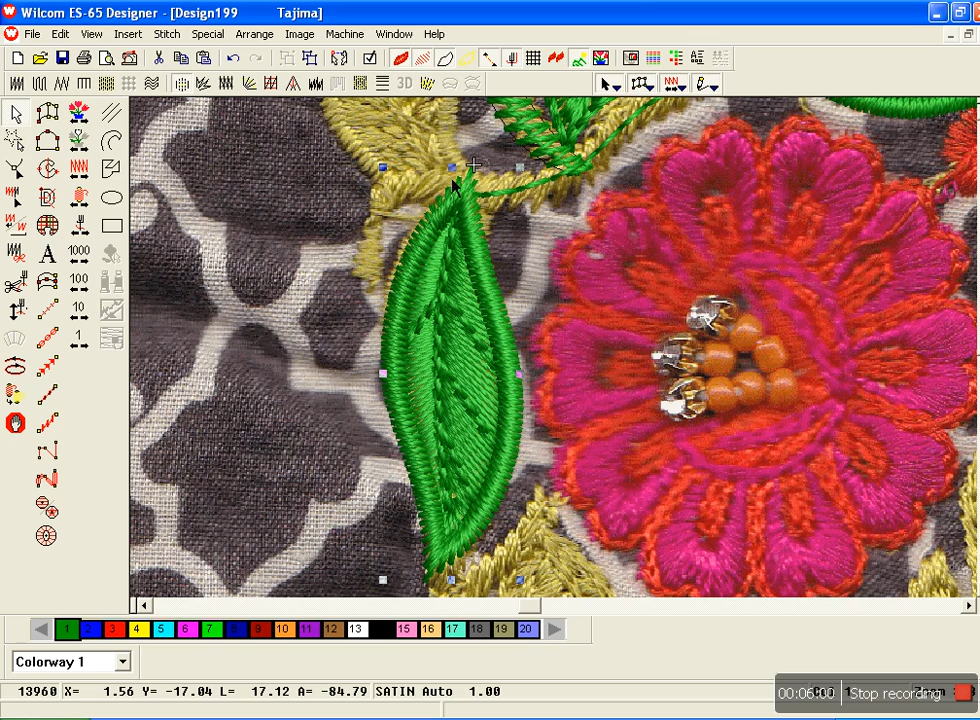 Wilcom ES-65 Designer - [Design199 Tajima]
File Edit View Insert Stitch Special Arrange Image Machine Window Help
3D
A 1000
100
10
1
1 2 3 4 5 6 7 8 9 10 11 12 13 15 16 17 18 19 20
Colorway 1
13960 X= 1.56 Y= -17.04 L= 17.12 A= -84.79 SATIN Auto 1.00
00:06:00 Stop recording